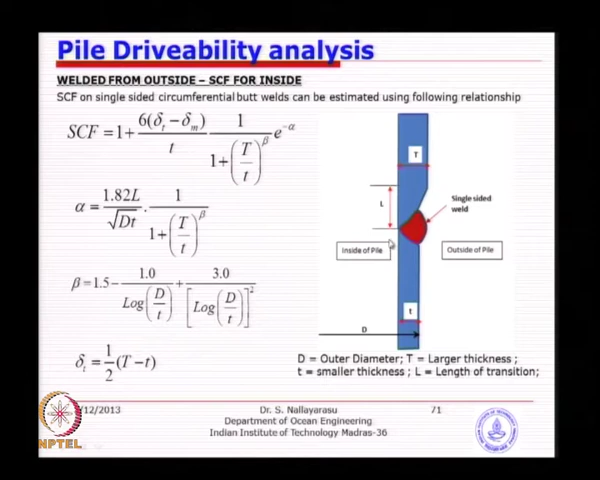 Pile Driveability analysis
WELDED FROM OUTSIDE – SCF FOR INSIDE
SCF on single sided circumferential butt welds can be estimated using following relationship
SCF = 1 + 6(δt − δm)/t · 1/(1+(T/t)^β) e^−α
α = 1.82L/√Dt · 1/(1+(T/t)^β)
β = 1.5 − 1.0/Log(D/t) + 3.0/[Log(D/t)]^2
δt = 1/2 (T − t)
T
L
Single sided
weld
Inside of Pile
Outside of Pile
t
D
D = Outer Diameter; T = Larger thickness ;
t = smaller thickness ; L = Length of transition;
/12/2013
Dr. S. Nallayarasu
Department of Ocean Engineering
Indian Institute of Technology Madras-36
71
NPTEL